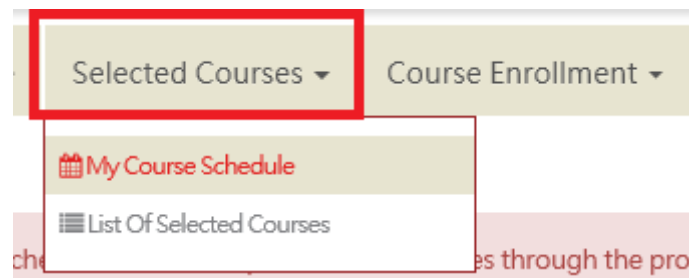 Selected Courses Course Enrollment
My Course Schedule
List Of Selected Courses
es through the pro